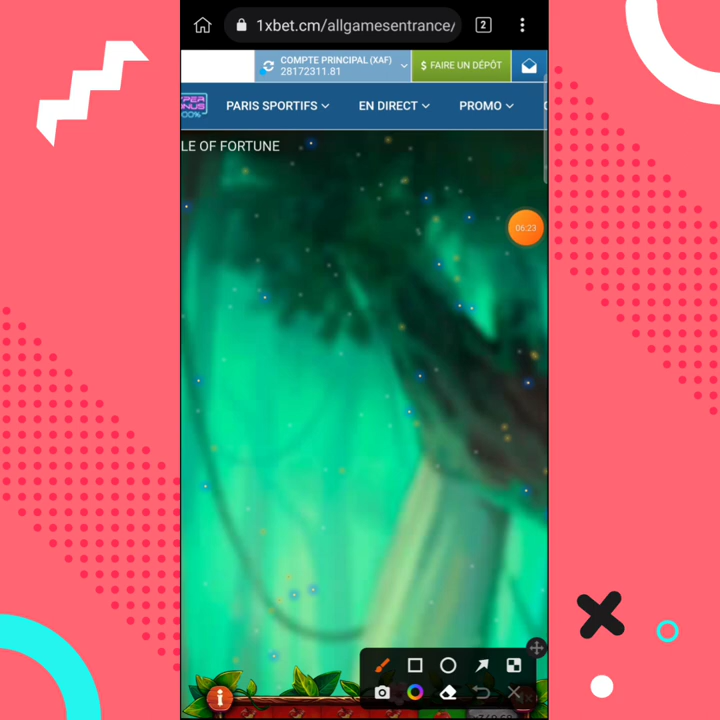 1xbet.cm/allgamesentrance/
2
COMPTE PRINCIPAL (XAF)
28172311.81
$ FAIRE UN DÉPÔT
PARIS SPORTIFS
EN DIRECT
PROMO
LE OF FORTUNE
06:23